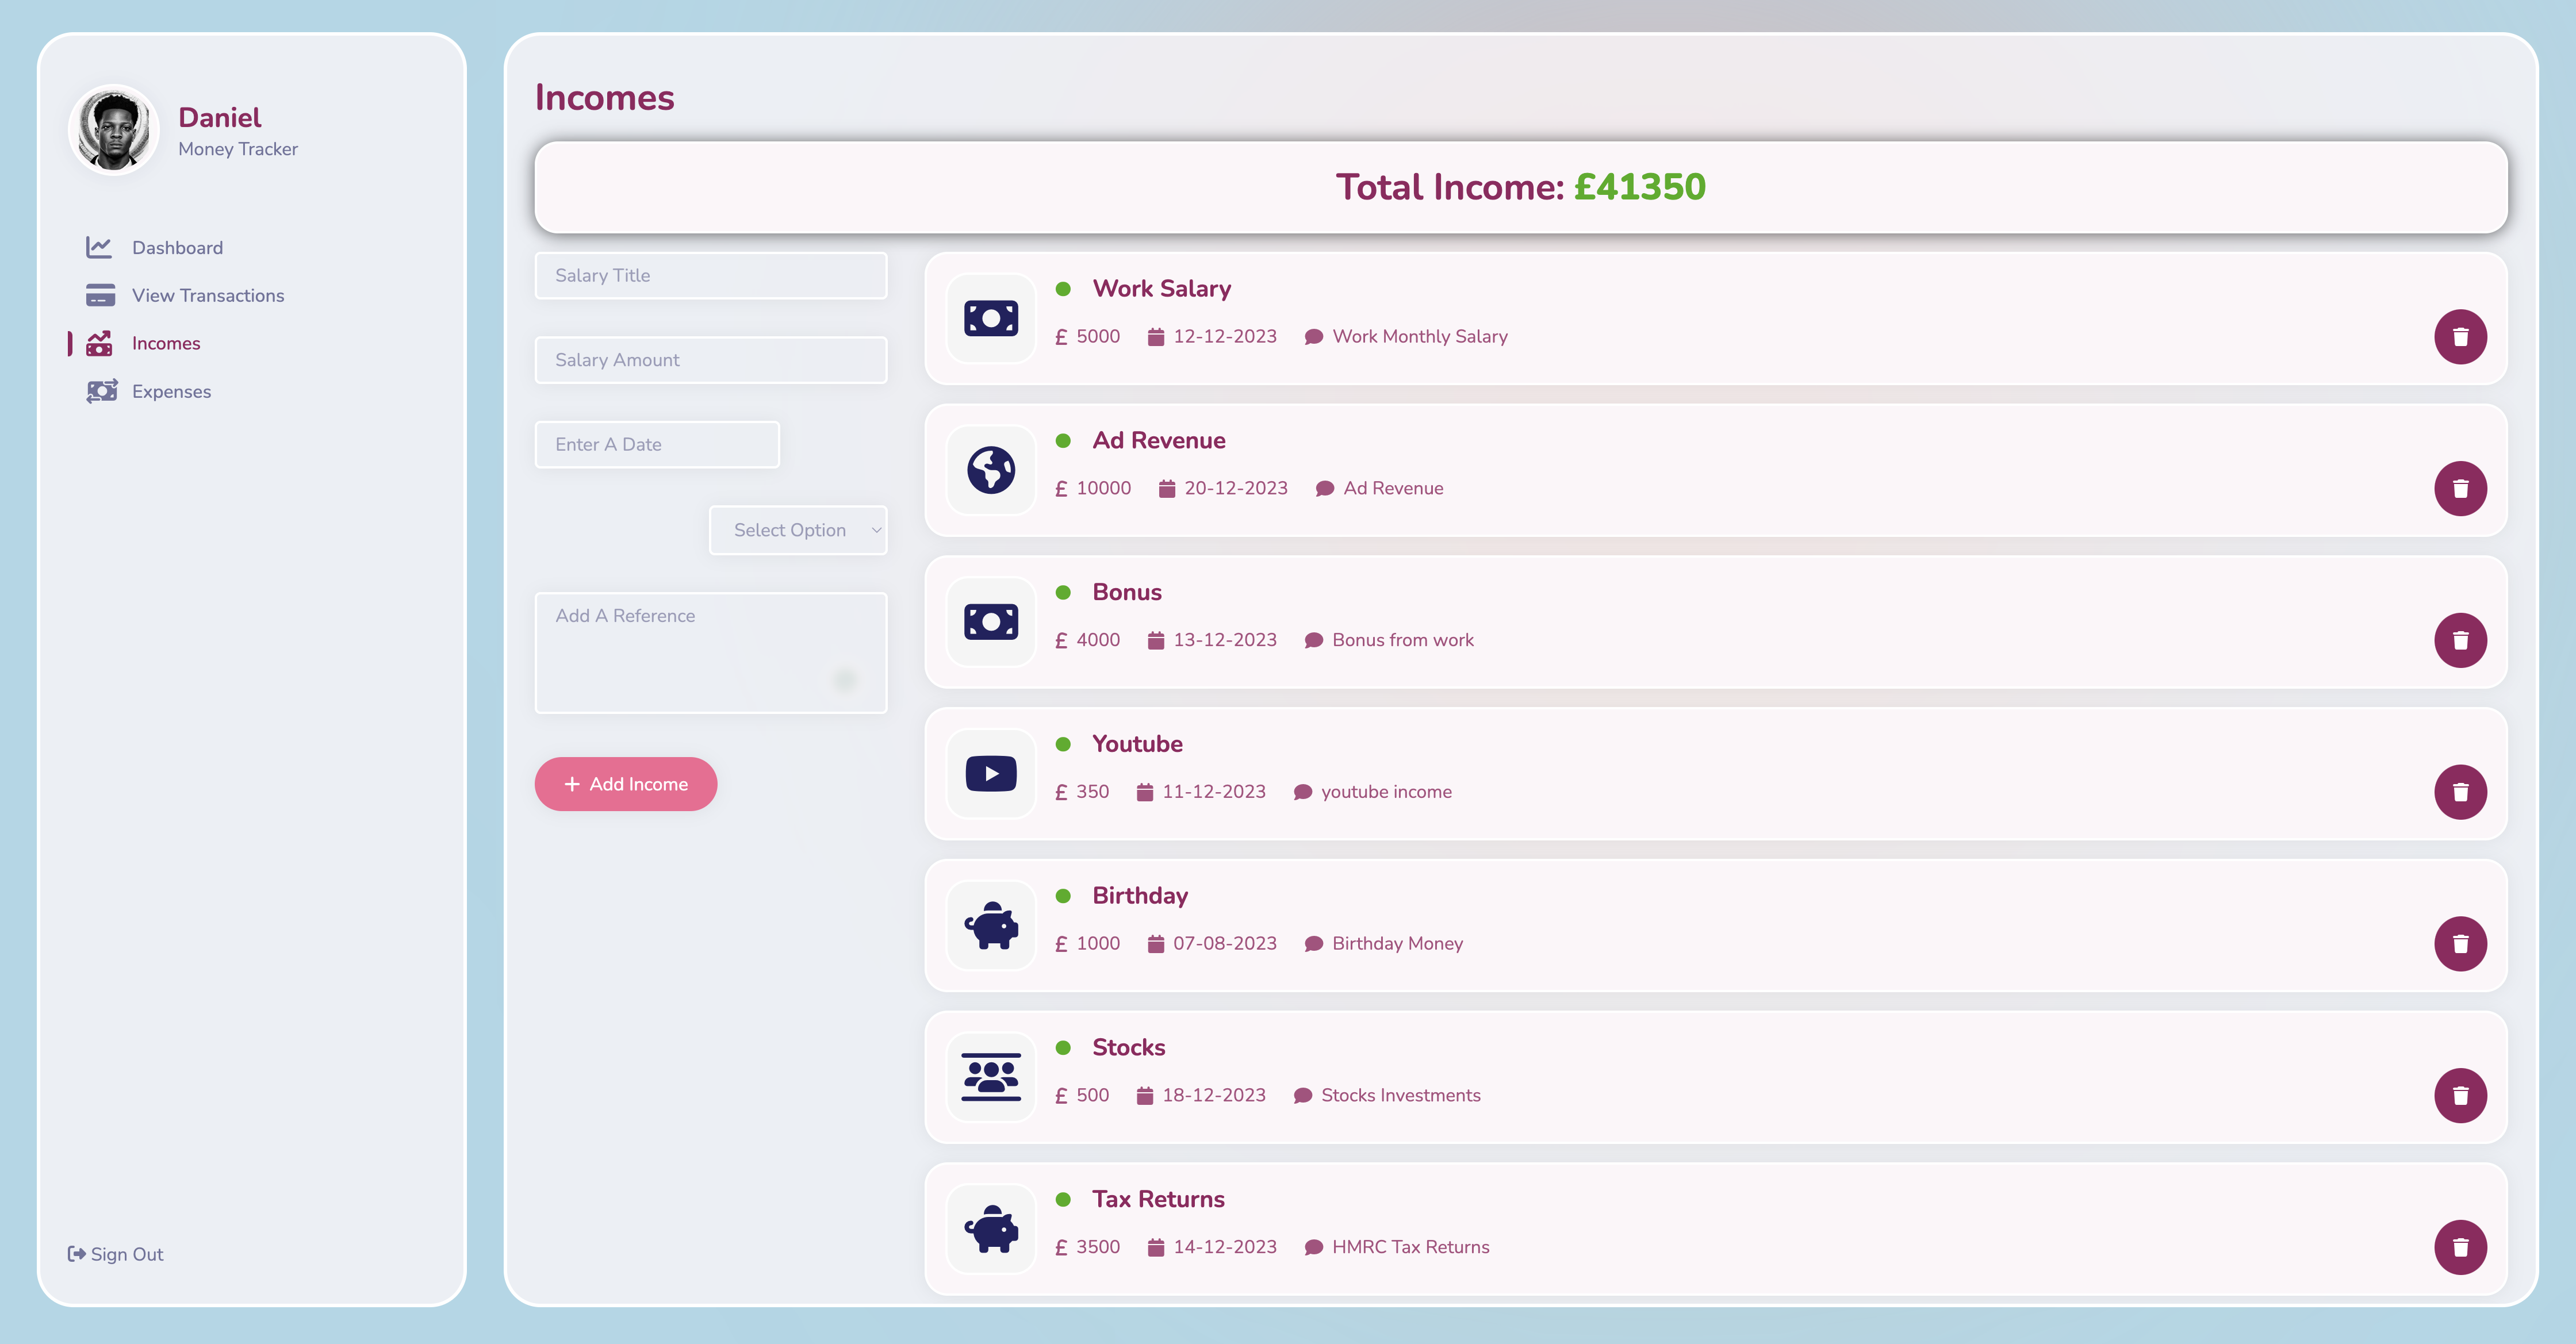 Daniel
Money Tracker
Dashboard
View Transactions
Incomes
Expenses
Sign Out
Incomes
Total Income: £41350
Salary Title
Salary Amount
Enter A Date
Select Option
Add A Reference
+ Add Income
Work Salary
£ 5000 12-12-2023 Work Monthly Salary
Ad Revenue
£ 10000 20-12-2023 Ad Revenue
Bonus
£ 4000 13-12-2023 Bonus from work
Youtube
£ 350 11-12-2023 youtube income
Birthday
£ 1000 07-08-2023 Birthday Money
Stocks
£ 500 18-12-2023 Stocks Investments
Tax Returns
£ 3500 14-12-2023 HMRC Tax Returns